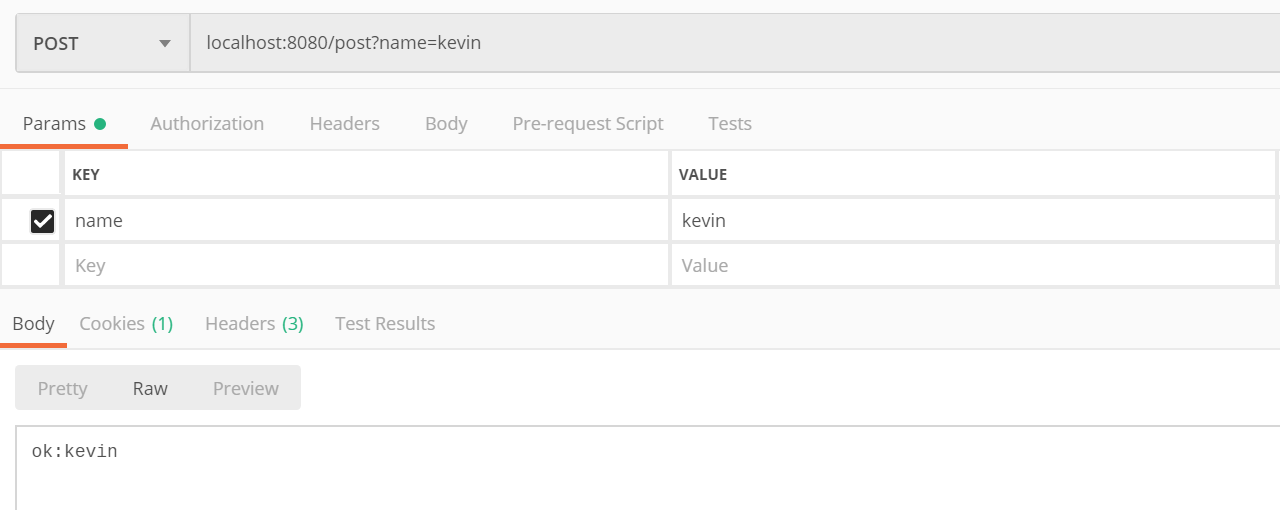 POST localhost:8080/post?name=kevin
Params Authorization Headers Body Pre-request Script Tests
KEY VALUE
name kevin
Key Value
Body Cookies (1) Headers (3) Test Results
Pretty Raw Preview
ok:kevin